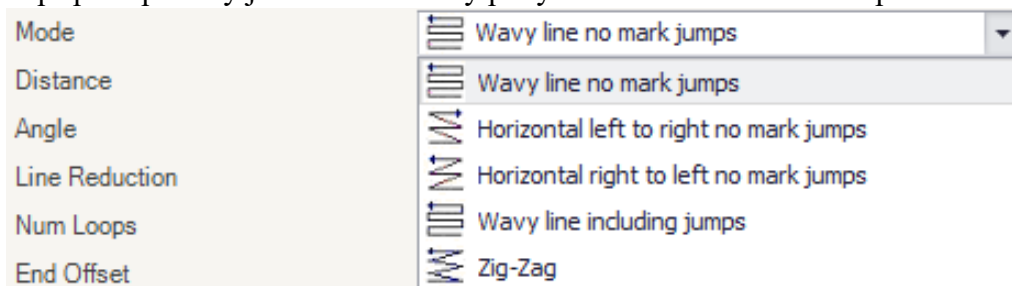 Mode Wavy line no mark jumps
Distance Wavy line no mark jumps
Angle Horizontal left to right no mark jumps
Line Reduction Horizontal right to left no mark jumps
Num Loops Wavy line including jumps
End Offset Zig-Zag